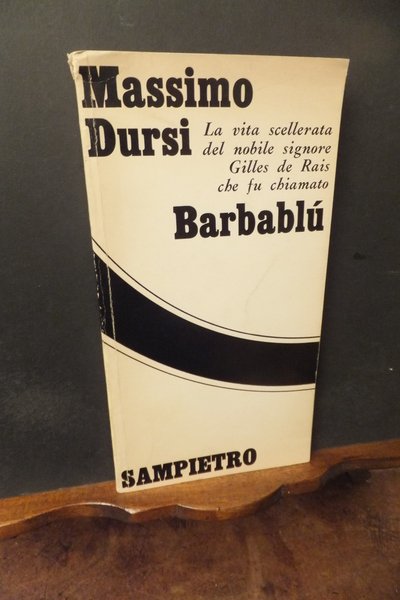 Massimo
Dursi
La vita scellerata
del nobile signore
Gilles de Rais
che fu chiamato
Barbablú
SAMPIETRO